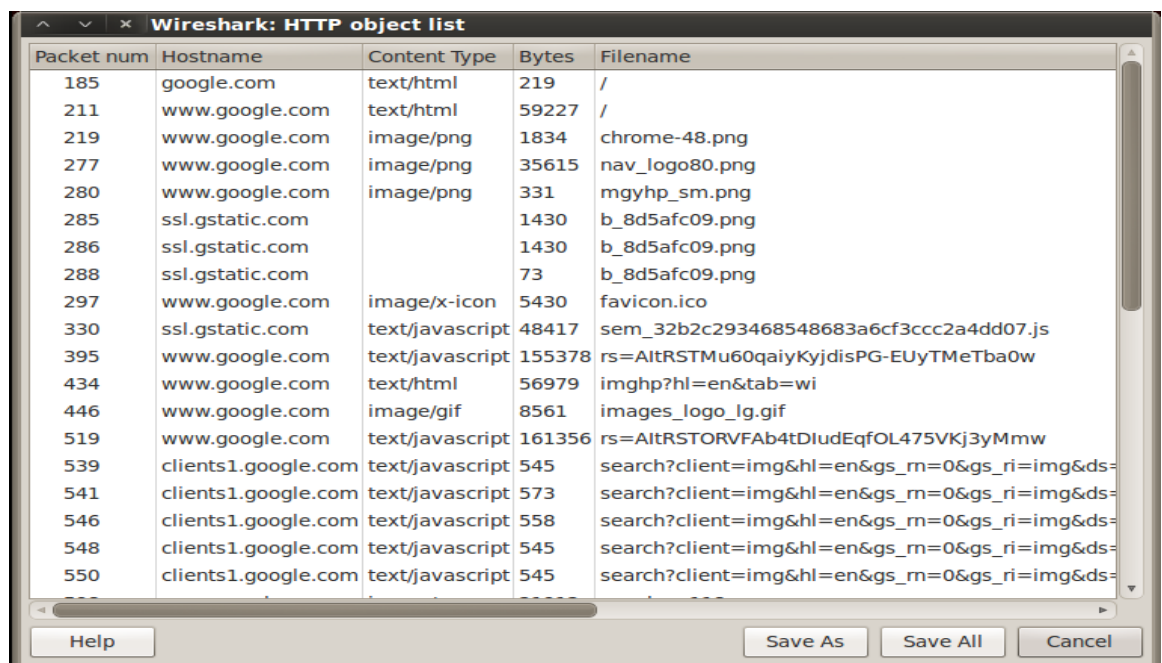 Wireshark: HTTP object list
Packet num Hostname Content Type Bytes Filename
185 google.com text/html 219 /
211 www.google.com text/html 59227 /
219 www.google.com image/png 1834 chrome-48.png
277 www.google.com image/png 35615 nav_logo80.png
280 www.google.com image/png 331 mgyhp_sm.png
285 ssl.gstatic.com 1430 b_8d5afc09.png
286 ssl.gstatic.com 1430 b_8d5afc09.png
288 ssl.gstatic.com 73 b_8d5afc09.png
297 www.google.com image/x-icon 5430 favicon.ico
330 ssl.gstatic.com text/javascript 48417 sem_32b2c293468548683a6cf3ccc2a4dd07.js
395 www.google.com text/javascript 155378 rs=AItRSTMu60qaiyKyjdisPG-EUyTMeTba0w
434 www.google.com text/html 56979 imghp?hl=en&tab=wi
446 www.google.com image/gif 8561 images_logo_lg.gif
519 www.google.com text/javascript 161356 rs=AItRSTORVFAb4tDIudEqfOL475VKj3yMmw
539 clients1.google.com text/javascript 545 search?client=img&hl=en&gs_rn=0&gs_ri=img&ds=
541 clients1.google.com text/javascript 573 search?client=img&hl=en&gs_rn=0&gs_ri=img&ds=
546 clients1.google.com text/javascript 558 search?client=img&hl=en&gs_rn=0&gs_ri=img&ds=
548 clients1.google.com text/javascript 545 search?client=img&hl=en&gs_rn=0&gs_ri=img&ds=
550 clients1.google.com text/javascript 545 search?client=img&hl=en&gs_rn=0&gs_ri=img&ds=
Help Save As Save All Cancel